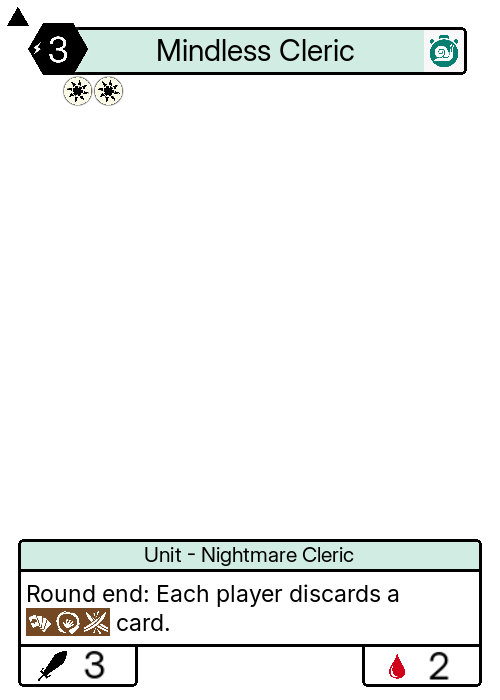 3
Mindless Cleric
Unit - Nightmare Cleric
Round end: Each player discards a
card.
3
2